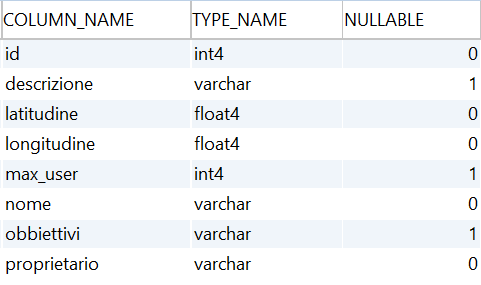 COLUMN_NAME TYPE_NAME NULLABLE
id int4 0
descrizione varchar 1
latitudine float4 0
longitudine float4 0
max_user int4 1
nome varchar 0
obbiettivi varchar 1
proprietario varchar 0